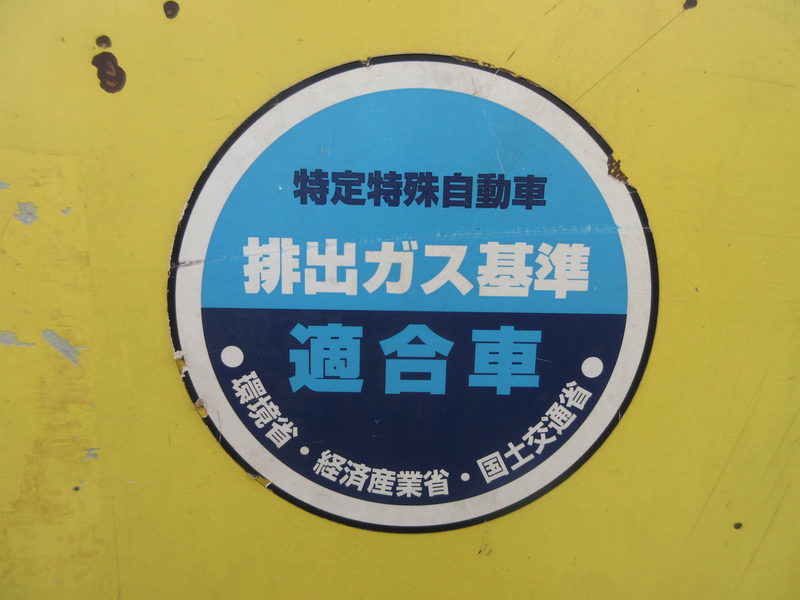 特定特殊自動車
排出ガス基準
適合車
環境省・経済産業省・国土交通省